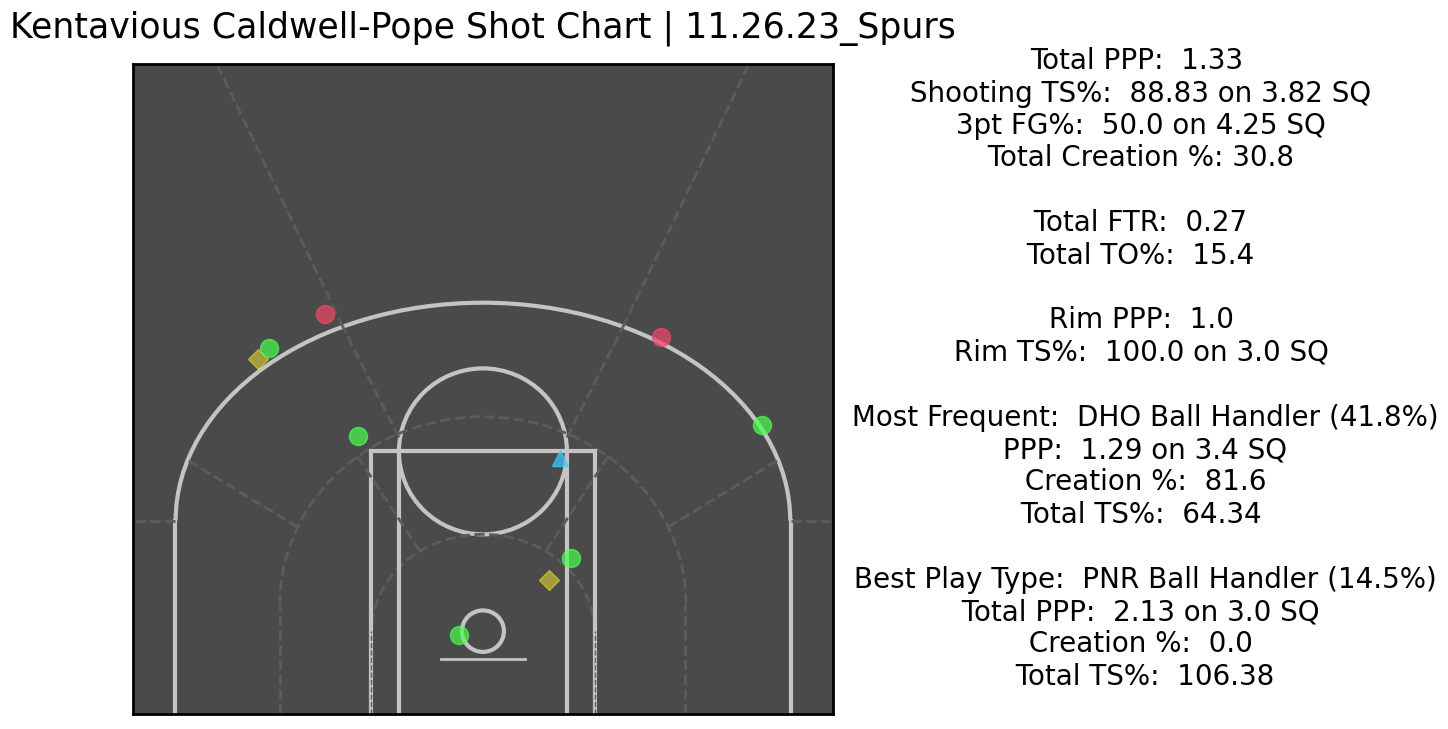 Kentavious Caldwell-Pope Shot Chart | 11.26.23_Spurs
Total PPP: 1.33
Shooting TS%: 88.83 on 3.82 SQ
3pt FG%: 50.0 on 4.25 SQ
Total Creation %: 30.8
Total FTR: 0.27
Total TO%: 15.4
Rim PPP: 1.0
Rim TS%: 100.0 on 3.0 SQ
Most Frequent: DHO Ball Handler (41.8%)
PPP: 1.29 on 3.4 SQ
Creation %: 81.6
Total TS%: 64.34
Best Play Type: PNR Ball Handler (14.5%)
Total PPP: 2.13 on 3.0 SQ
Creation %: 0.0
Total TS%: 106.38